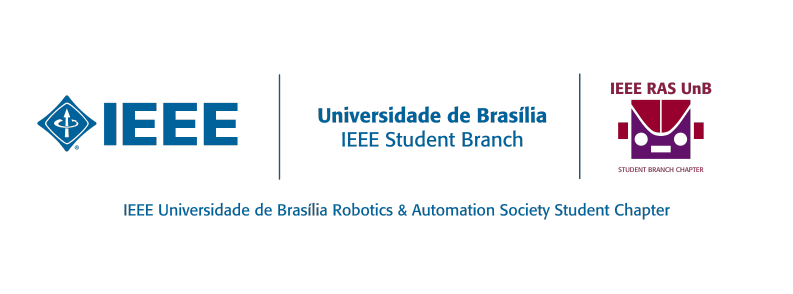 IEEE
®
Universidade de Brasília
IEEE Student Branch
IEEE RAS UnB
STUDENT BRANCH CHAPTER
IEEE Universidade de Brasília Robotics & Automation Society Student Chapter